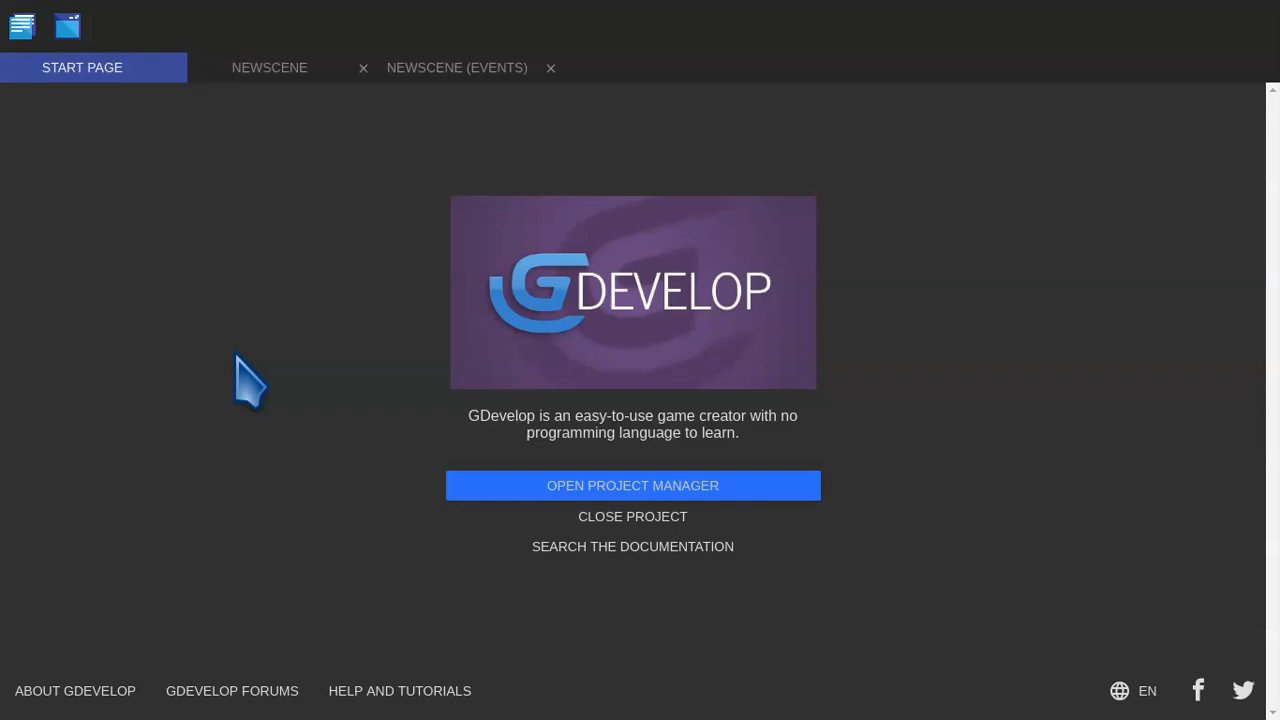 START PAGE
NEWSCENE
NEWSCENE (EVENTS)
GDEVELOP
GDevelop is an easy-to-use game creator with no
programming language to learn.
OPEN PROJECT MANAGER
CLOSE PROJECT
SEARCH THE DOCUMENTATION
ABOUT GDEVELOP
GDEVELOP FORUMS
HELP AND TUTORIALS
EN